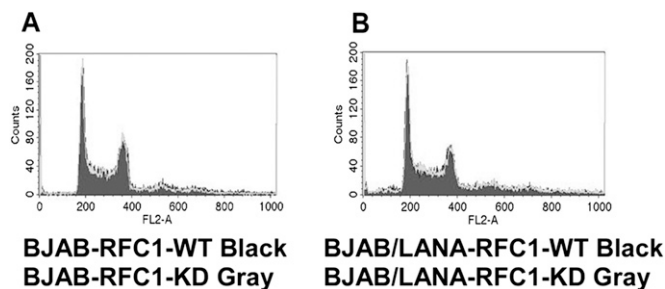 A
B
Counts
200
160
120
80
40
0
0 200 400 600 800 1000
FL2-A
Counts
200
160
120
80
40
0
0 200 400 600 800 1000
FL2-A
BJAB-RFC1-WT Black
BJAB-RFC1-KD Gray
BJAB/LANA-RFC1-WT Black
BJAB/LANA-RFC1-KD Gray